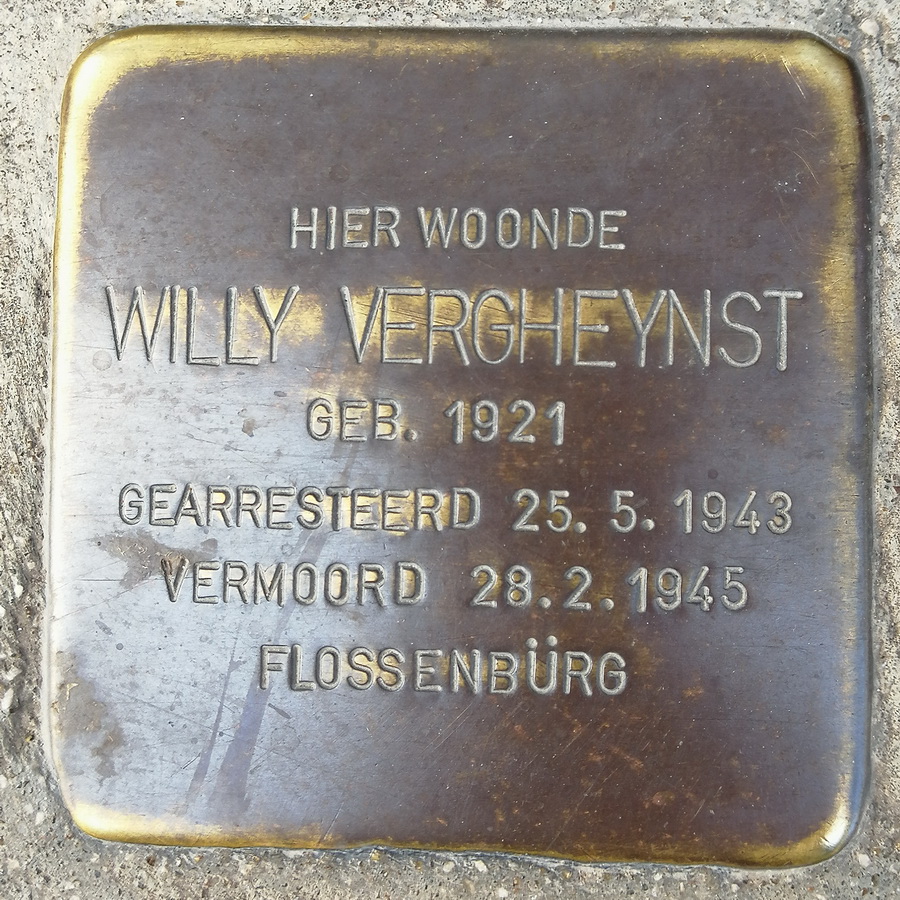 HIER WOONDE
WILLY VERGHEYNST
GEB. 1921
GEARRESTEERD 25. 5. 1943
VERMOORD 28. 2. 1945
FLOSSENBÜRG